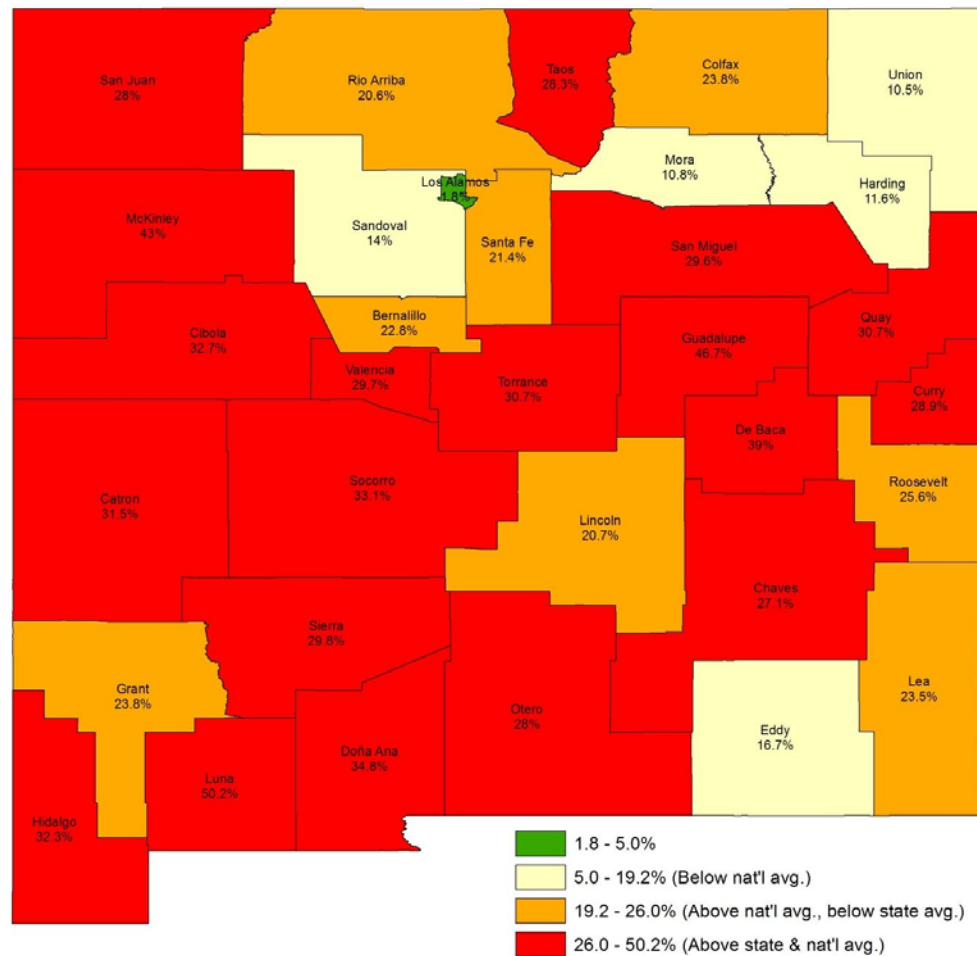 San Juan
28%
Rio Arriba
20.6%
Taos
28.3%
Colfax
23.8%
Union
10.5%
Mora
10.8%
Harding
11.6%
Los Alamos
1.8%
McKinley
43%
Sandoval
14%
Santa Fe
21.4%
San Miguel
29.6%
Bernalillo
22.8%
Quay
30.7%
Cibola
32.7%
Guadalupe
46.7%
Valencia
29.7%
Torrance
30.7%
Curry
28.9%
De Baca
39%
Socorro
33.1%
Roosevelt
25.6%
Catron
31.5%
Lincoln
20.7%
Chaves
27.1%
Sierra
29.8%
Grant
23.8%
Lea
23.5%
Otero
28%
Eddy
16.7%
Doña Ana
34.8%
Luna
50.2%
Hidalgo
32.3%
1.8 - 5.0%
5.0 - 19.2% (Below nat'l avg.)
19.2 - 26.0% (Above nat'l avg., below state avg.)
26.0 - 50.2% (Above state & nat'l avg.)